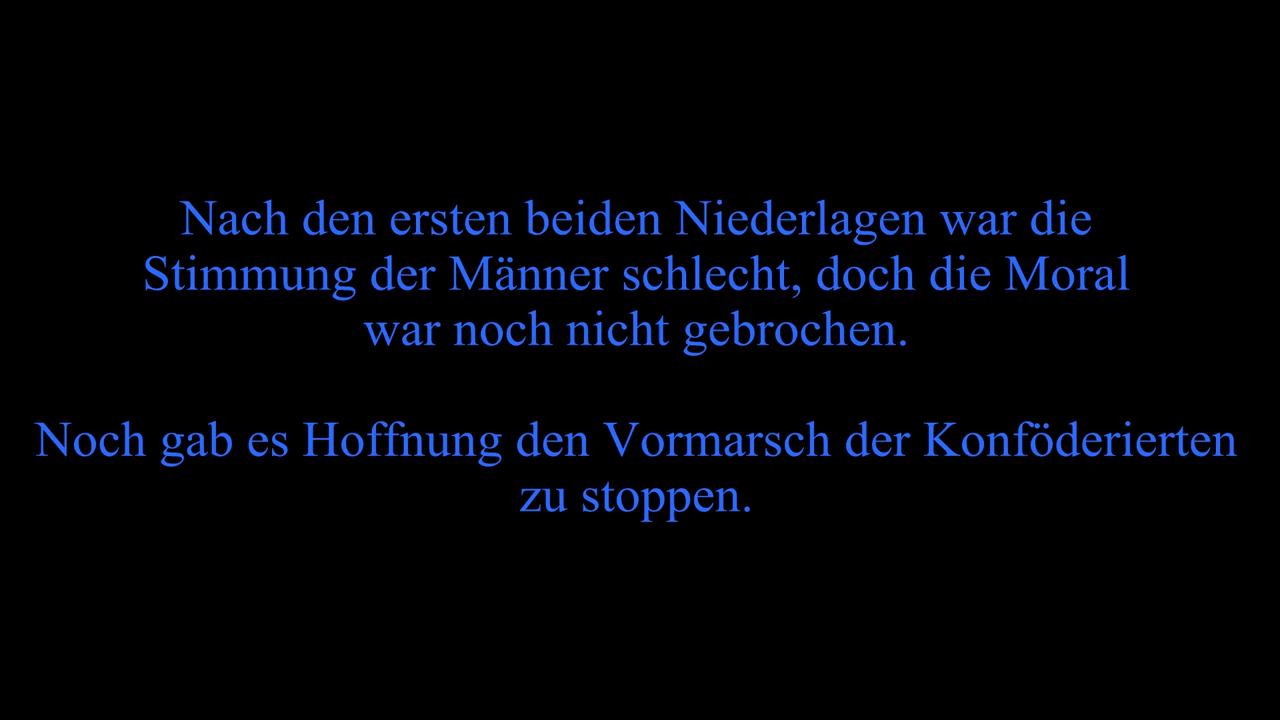 Nach den ersten beiden Niederlagen war die
Stimmung der Männer schlecht, doch die Moral
war noch nicht gebrochen.
Noch gab es Hoffnung den Vormarsch der Konföderierten
zu stoppen.